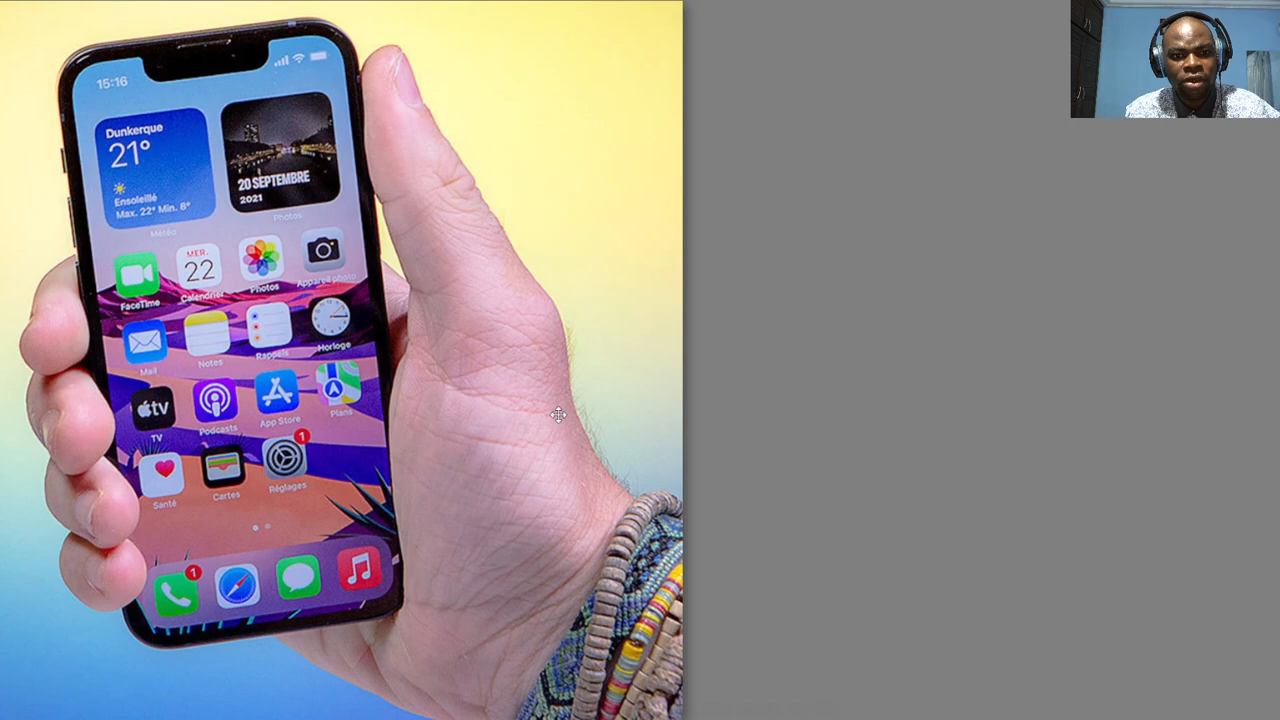 15:16
Dunkerque
21°
Ensoleillé
Max. 22° Min. 8°
Météo
20 SEPTEMBRE
2021
Photos
FaceTime
MER.
22
Calendrier
Photos
Appareil photo
Mail
Notes
Rappels
Horloge
tv
TV
Podcasts
App Store
Plans
Santé
Cartes
1
Réglages
1